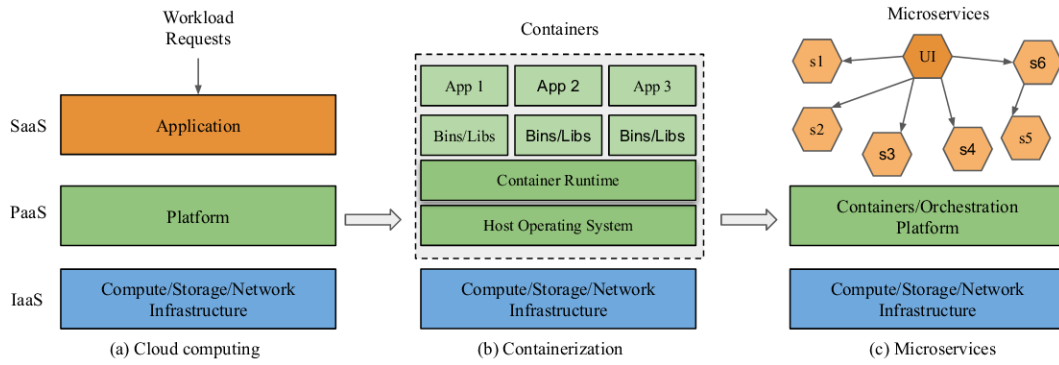 Workload
Requests
SaaS
Application
PaaS
Platform
IaaS
Compute/Storage/Network
Infrastructure
(a) Cloud computing
Containers
App 1
App 2
App 3
Bins/Libs
Bins/Libs
Bins/Libs
Container Runtime
Host Operating System
Compute/Storage/Network
Infrastructure
(b) Containerization
Microservices
s1
UI
s6
s2
s3
s4
s5
Containers/Orchestration
Platform
Compute/Storage/Network
Infrastructure
(c) Microservices